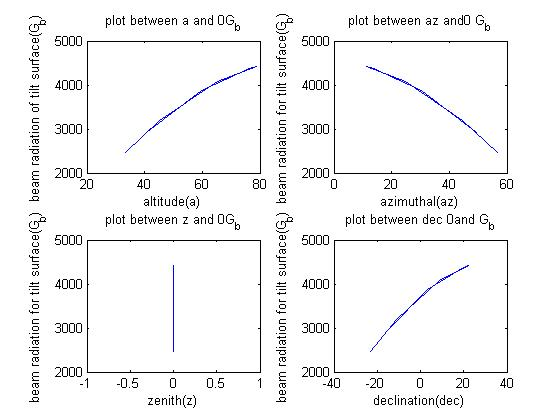 plot between a and 0G_b
beam radiation of tilt surface(G_b)
5000
4000
3000
2000
20 40 60 80
altitude(a)
plot between az and0 G_b
beam radiation for tilt surface(G_b)
5000
4000
3000
2000
0 20 40 60
azimuthal(az)
plot between z and 0G_b
beam radiation for tilt surface(G_b)
5000
4000
3000
2000
-1 -0.5 0 0.5 1
zenith(z)
plot between dec 0and G_b
beam radiation for tilt surface(G_b)
5000
4000
3000
2000
-40 -20 0 20 40
declination(dec)